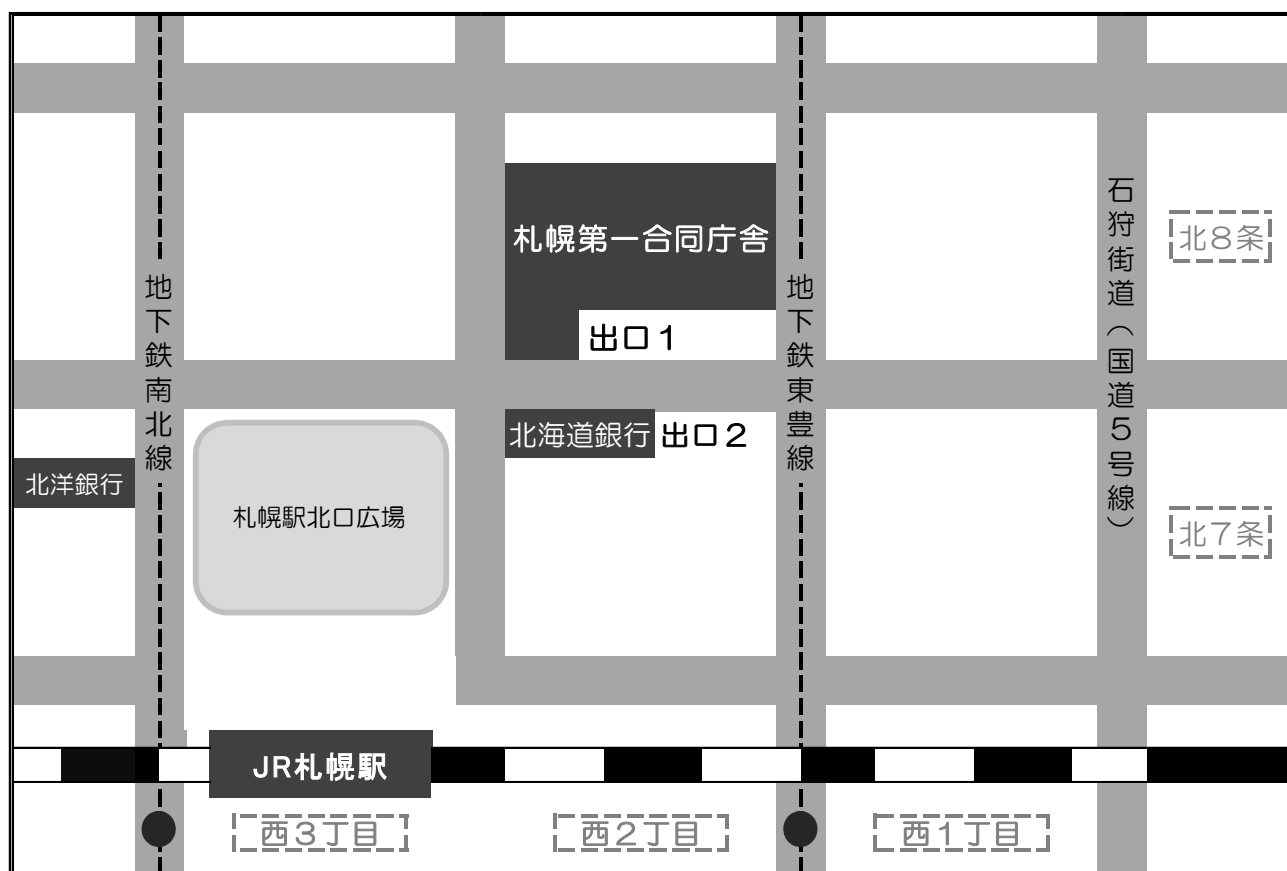 札幌第一合同庁舎
石狩街道（国道５号線）
北８条
地下鉄南北線
地下鉄東豊線
出口１
北海道銀行
出口２
北洋銀行
札幌駅北口広場
北７条
JR札幌駅
西３丁目
西２丁目
西１丁目